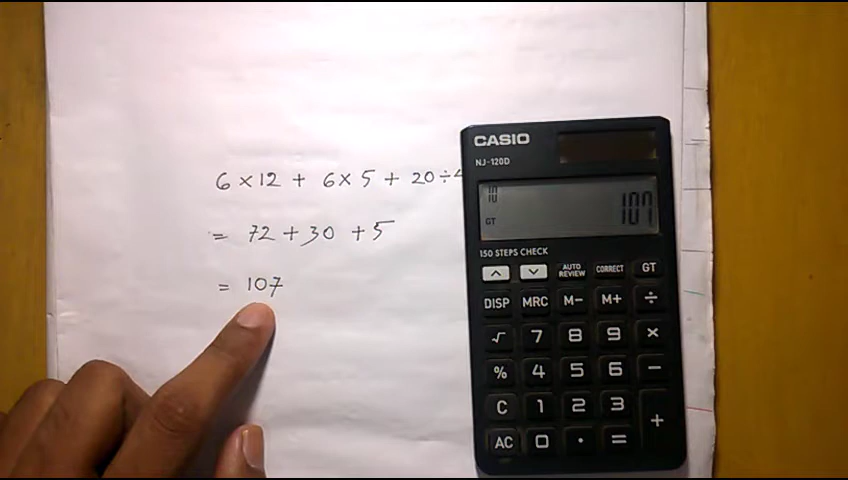 6 × 12 + 6 × 5 + 20 ÷ 4
= 72 + 30 + 5
= 107
CASIO
NJ-120D
GT
107
150 STEPS CHECK
AUTO REVIEW CORRECT GT
DISP MRC M− M+ ÷
√ 7 8 9 ×
% 4 5 6 −
C 1 2 3 +
AC 0 · =